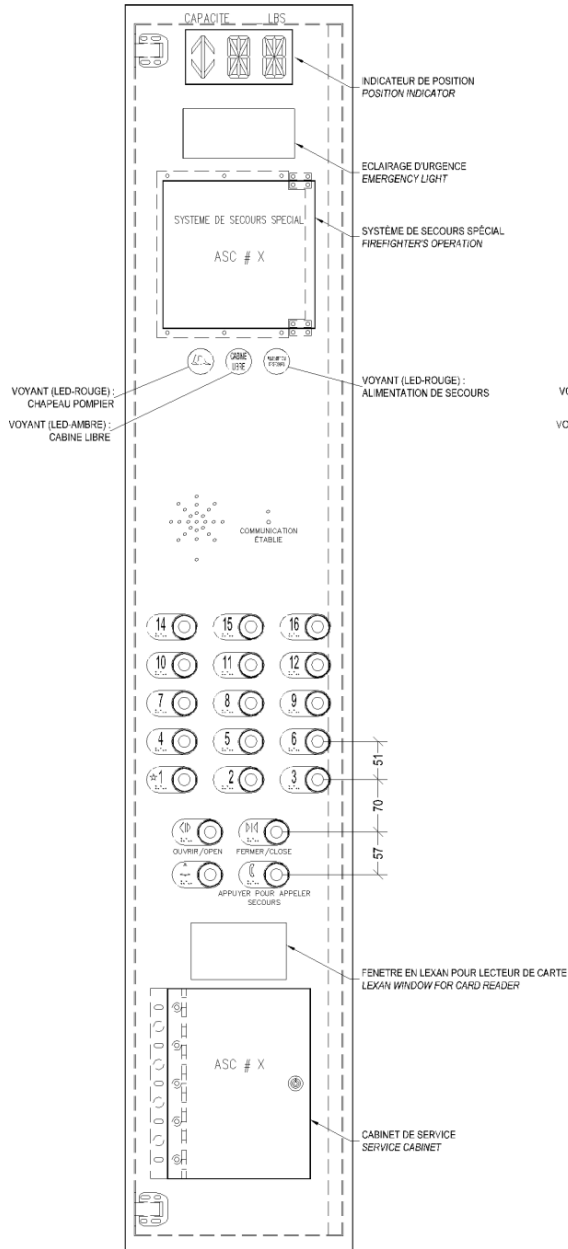 CAPACITE LBS
INDICATEUR DE POSITION
POSITION INDICATOR
ECLAIRAGE D'URGENCE
EMERGENCY LIGHT
SYSTEME DE SECOURS SPECIAL
ASC # X
SYSTÈME DE SECOURS SPÉCIAL
FIREFIGHTER'S OPERATION
CABINE
LIBRE
VOYANT (LED-ROUGE) :
CHAPEAU POMPIER
VOYANT (LED-AMBRE) :
CABINE LIBRE
VOYANT (LED-ROUGE) :
ALIMENTATION DE SECOURS
COMMUNICATION
ÉTABLIE
14 15 16
10 11 12
7 8 9
4 5 6
☆1 2 3
51
70
57
OUVRIR/OPEN FERMER/CLOSE
APPUYER POUR APPELER
SECOURS
FENETRE EN LEXAN POUR LECTEUR DE CARTE
LEXAN WINDOW FOR CARD READER
ASC # X
CABINET DE SERVICE
SERVICE CABINET